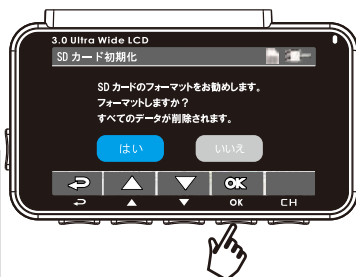 3.0 Ultra Wide LCD
SD カード初期化
SD カードのフォーマットをお勧めします。
フォーマットしますか？
すべてのデータが削除されます。
はい いいえ
OK
OK CH